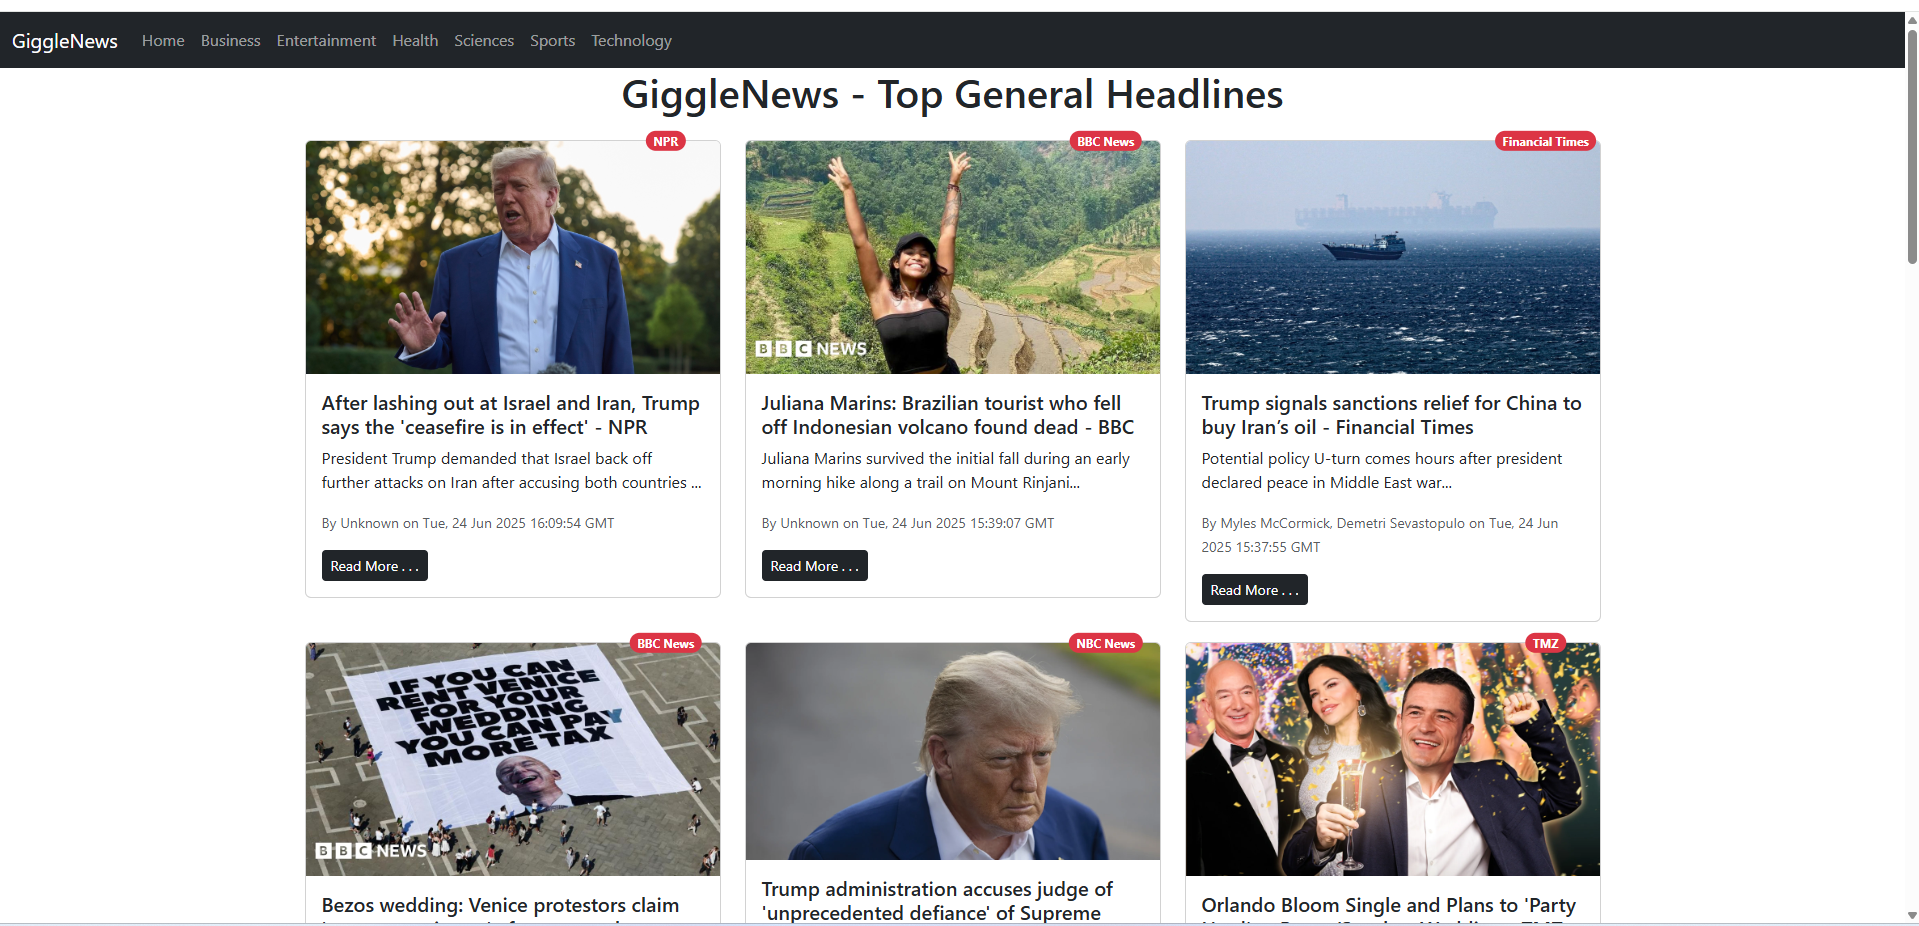 GiggleNews Home Business Entertainment Health Sciences Sports Technology
GiggleNews - Top General Headlines
NPR
After lashing out at Israel and Iran, Trump
says the 'ceasefire is in effect' - NPR
President Trump demanded that Israel back off
further attacks on Iran after accusing both countries ...
By Unknown on Tue, 24 Jun 2025 16:09:54 GMT
Read More . . .
BBC News
BBC NEWS
Juliana Marins: Brazilian tourist who fell
off Indonesian volcano found dead - BBC
Juliana Marins survived the initial fall during an early
morning hike along a trail on Mount Rinjani...
By Unknown on Tue, 24 Jun 2025 15:39:07 GMT
Read More . . .
Financial Times
Trump signals sanctions relief for China to
buy Iran’s oil - Financial Times
Potential policy U-turn comes hours after president
declared peace in Middle East war...
By Myles McCormick, Demetri Sevastopulo on Tue, 24 Jun
2025 15:37:55 GMT
Read More . . .
BBC News
IF YOU CAN
RENT VENICE
FOR YOUR
WEDDING
YOU CAN PAY
MORE TAX
BBC NEWS
Bezos wedding: Venice protestors claim
NBC News
Trump administration accuses judge of
'unprecedented defiance' of Supreme
TMZ
Orlando Bloom Single and Plans to 'Party